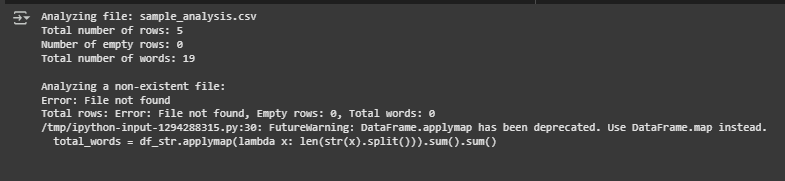 Analyzing file: sample_analysis.csv
Total number of rows: 5
Number of empty rows: 0
Total number of words: 19
Analyzing a non-existent file:
Error: File not found
Total rows: Error: File not found, Empty rows: 0, Total words: 0
/tmp/ipython-input-1294288315.py:30: FutureWarning: DataFrame.applymap has been deprecated. Use DataFrame.map instead.
  total_words = df_str.applymap(lambda x: len(str(x).split())).sum().sum()